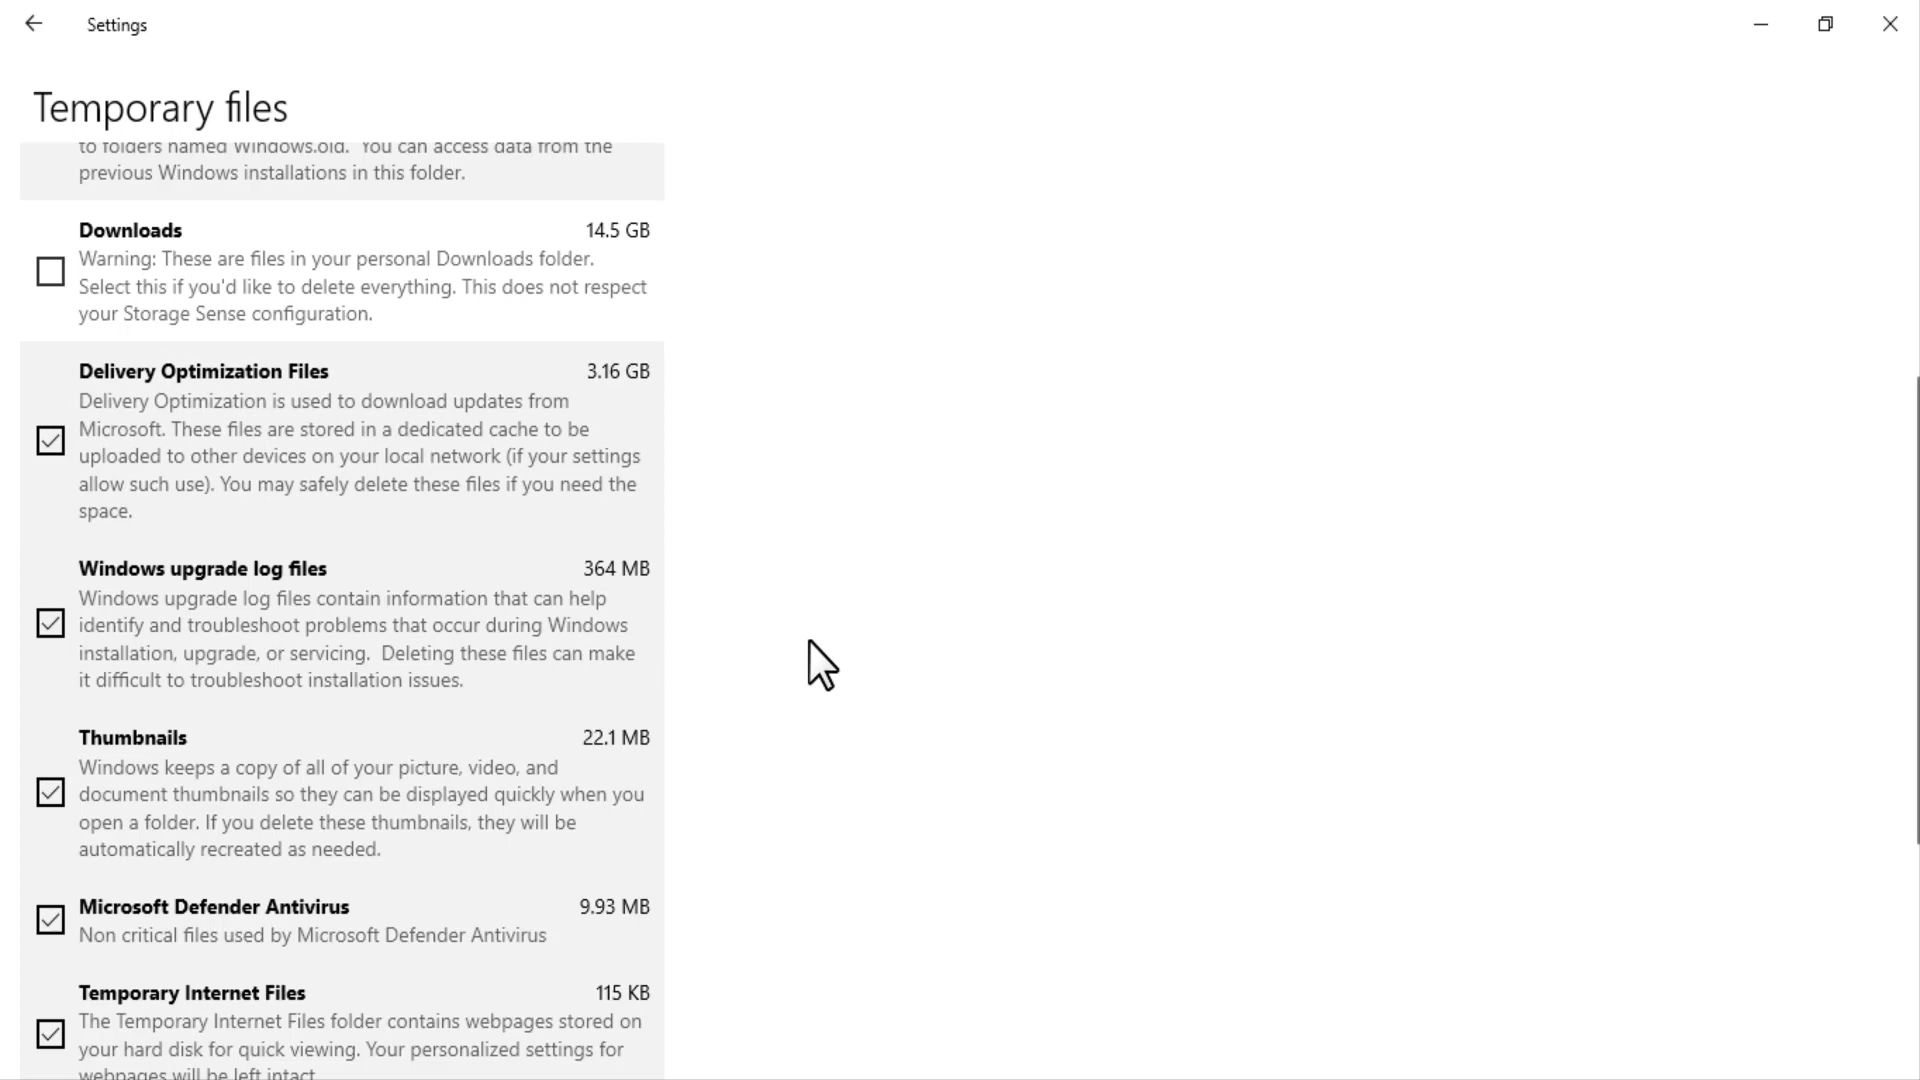 Settings
Temporary files
to folders named Windows.old.  You can access data from the
previous Windows installations in this folder.
Downloads 14.5 GB
Warning: These are files in your personal Downloads folder.
Select this if you'd like to delete everything. This does not respect
your Storage Sense configuration.
Delivery Optimization Files 3.16 GB
Delivery Optimization is used to download updates from
Microsoft. These files are stored in a dedicated cache to be
uploaded to other devices on your local network (if your settings
allow such use). You may safely delete these files if you need the
space.
Windows upgrade log files 364 MB
Windows upgrade log files contain information that can help
identify and troubleshoot problems that occur during Windows
installation, upgrade, or servicing.  Deleting these files can make
it difficult to troubleshoot installation issues.
Thumbnails 22.1 MB
Windows keeps a copy of all of your picture, video, and
document thumbnails so they can be displayed quickly when you
open a folder. If you delete these thumbnails, they will be
automatically recreated as needed.
Microsoft Defender Antivirus 9.93 MB
Non critical files used by Microsoft Defender Antivirus
Temporary Internet Files 115 KB
The Temporary Internet Files folder contains webpages stored on
your hard disk for quick viewing. Your personalized settings for
webpages will be left intact.